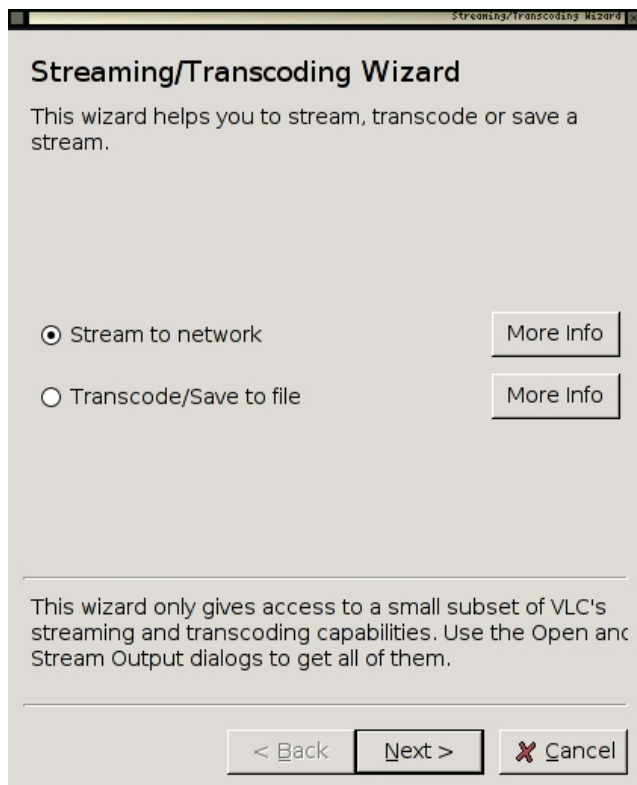 Streaming/Transcoding Wizard
Streaming/Transcoding Wizard
This wizard helps you to stream, transcode or save a
stream.
Stream to network
More Info
Transcode/Save to file
More Info
This wizard only gives access to a small subset of VLC's
streaming and transcoding capabilities. Use the Open and
Stream Output dialogs to get all of them.
< Back
Next >
Cancel